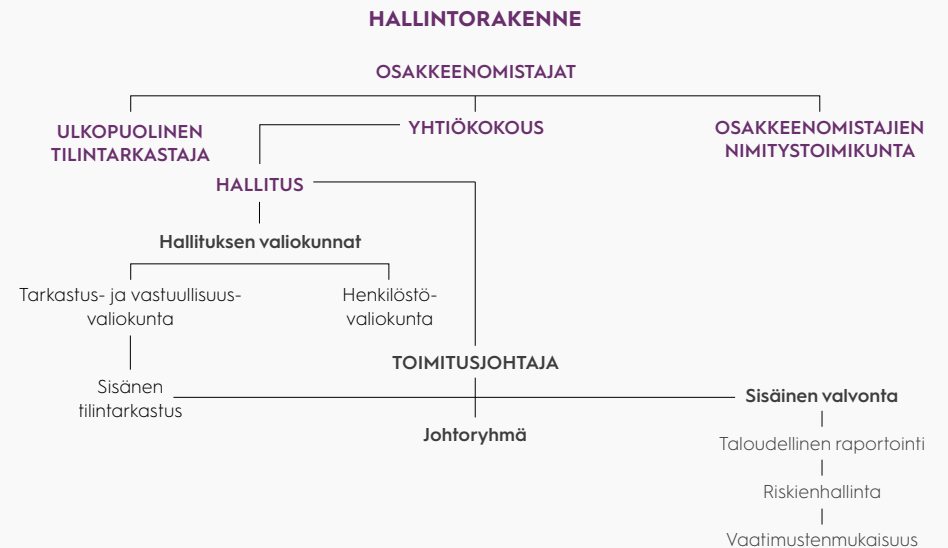 HALLINTORAKENNE
OSAKKEENOMISTAJAT
ULKOPUOLINEN
TILINTARKASTAJA
YHTIÖKOKOUS
OSAKKEENOMISTAJIEN
NIMITYSTOIMIKUNTA
HALLITUS
Hallituksen valiokunnat
Tarkastus- ja vastuullisuus-
valiokunta
Henkilöstö-
valiokunta
TOIMITUSJOHTAJA
Sisänen
tilintarkastus
Sisäinen valvonta
Johtoryhmä
Taloudellinen raportointi
Riskienhallinta
Vaatimustenmukaisuus